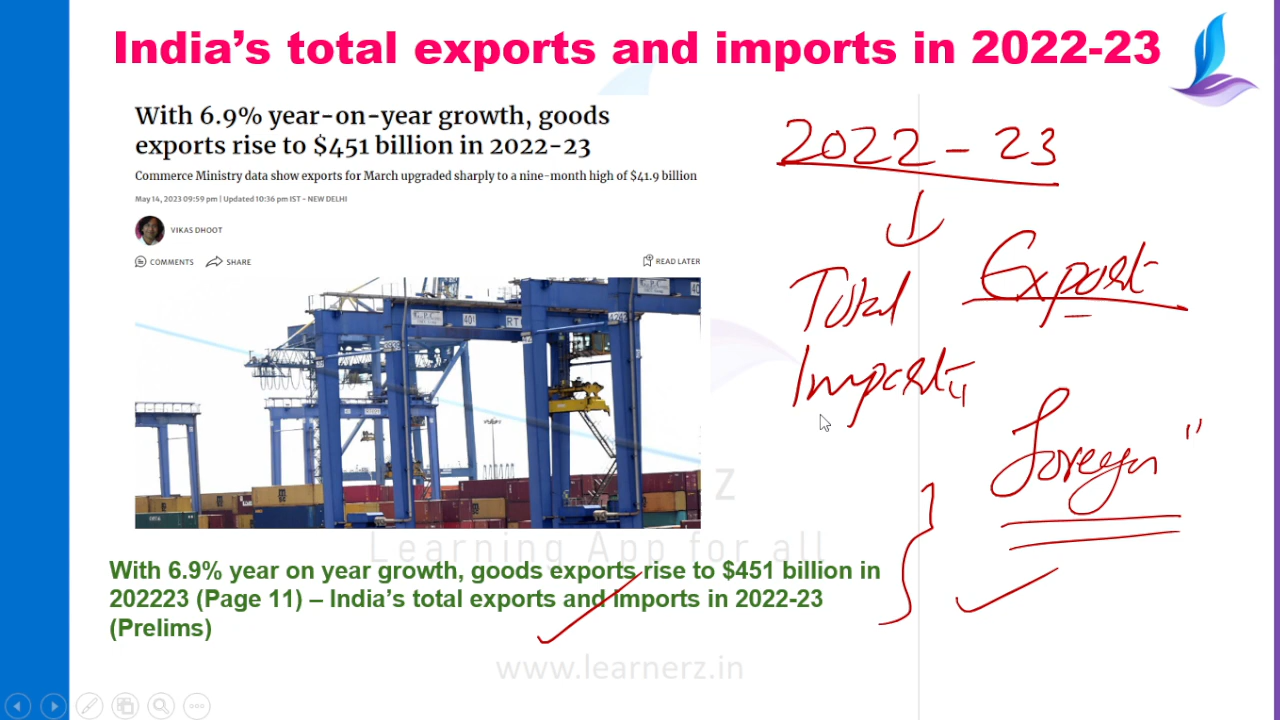 India’s total exports and imports in 2022-23
With 6.9% year-on-year growth, goods
exports rise to $451 billion in 2022-23
Commerce Ministry data show exports for March upgraded sharply to a nine-month high of $41.9 billion
May 14, 2023 09:59 pm | Updated 10:36 pm IST - NEW DELHI
VIKAS DHOOT
COMMENTS SHARE READ LATER
40'
RTG
2022 - 23
Total Export
Imports
Foreign "
Learning App for all
With 6.9% year on year growth, goods exports rise to $451 billion in
202223 (Page 11) – India’s total exports and imports in 2022-23
(Prelims)
www.learnerz.in